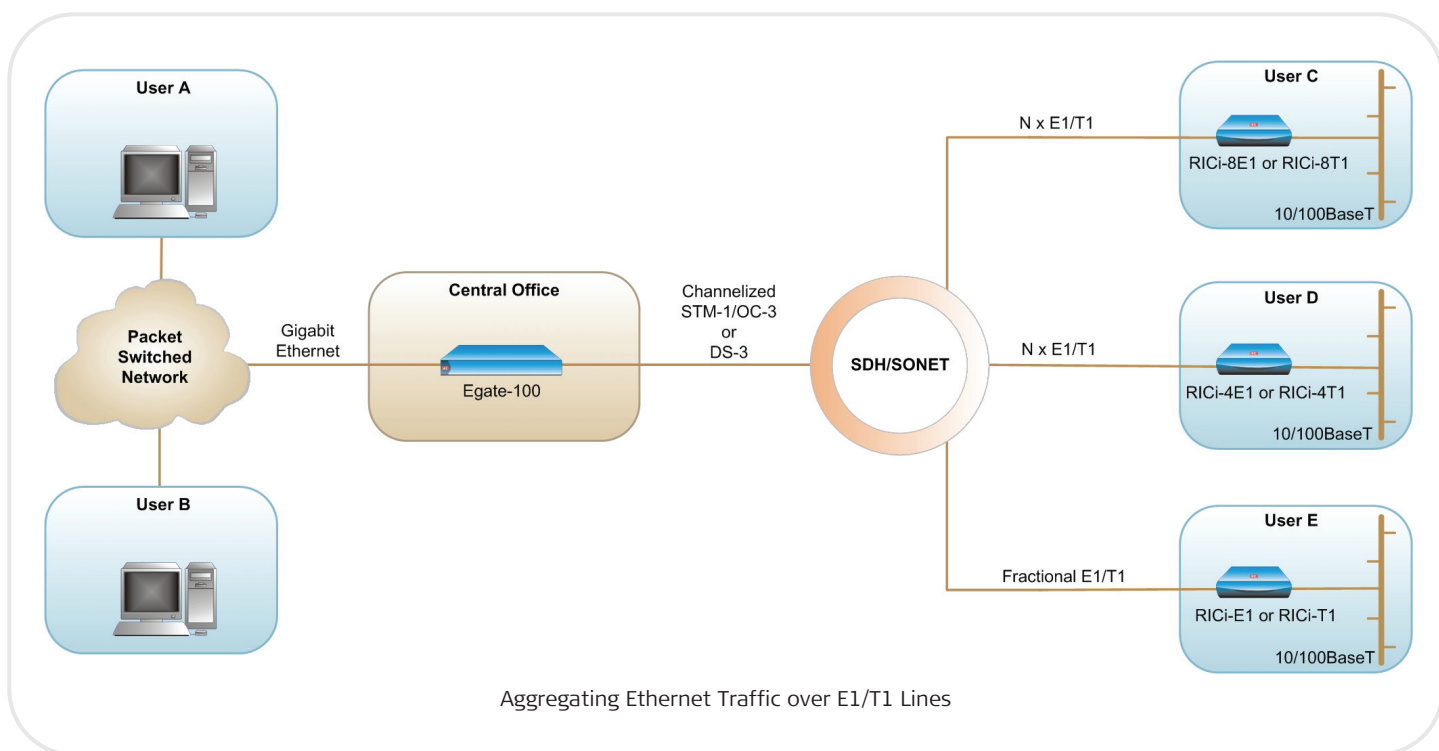 User A
Packet
Switched
Network
User B
Gigabit
Ethernet
Central Office
Egate-100
Channelized
STM-1/OC-3
or
DS-3
SDH/SONET
N x E1/T1
User C
RICi-8E1 or RICi-8T1
10/100BaseT
N x E1/T1
User D
RICi-4E1 or RICi-4T1
10/100BaseT
Fractional E1/T1
User E
RICi-E1 or RICi-T1
10/100BaseT
Aggregating Ethernet Traffic over E1/T1 Lines